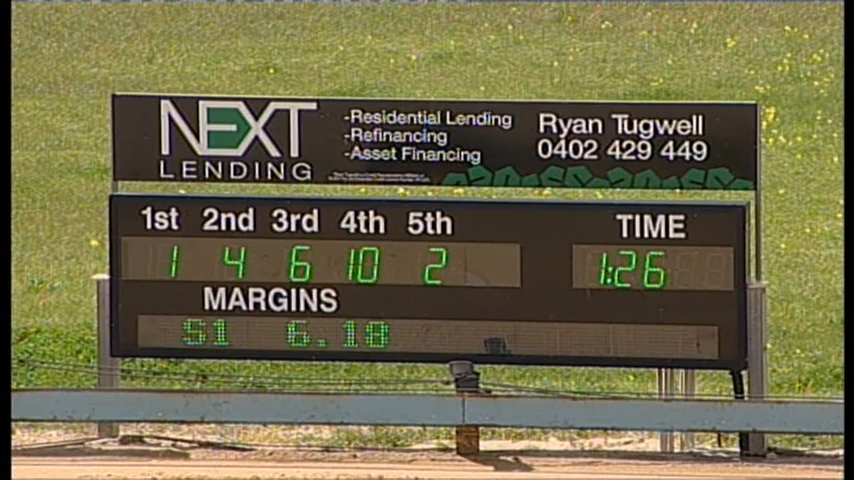 NEXT
LENDING
-Residential Lending
-Refinancing
-Asset Financing
Ryan Tugwell
0402 429 449
1st 2nd 3rd 4th 5th TIME
1 4 6 10 2 1:26
MARGINS
S1 6.18